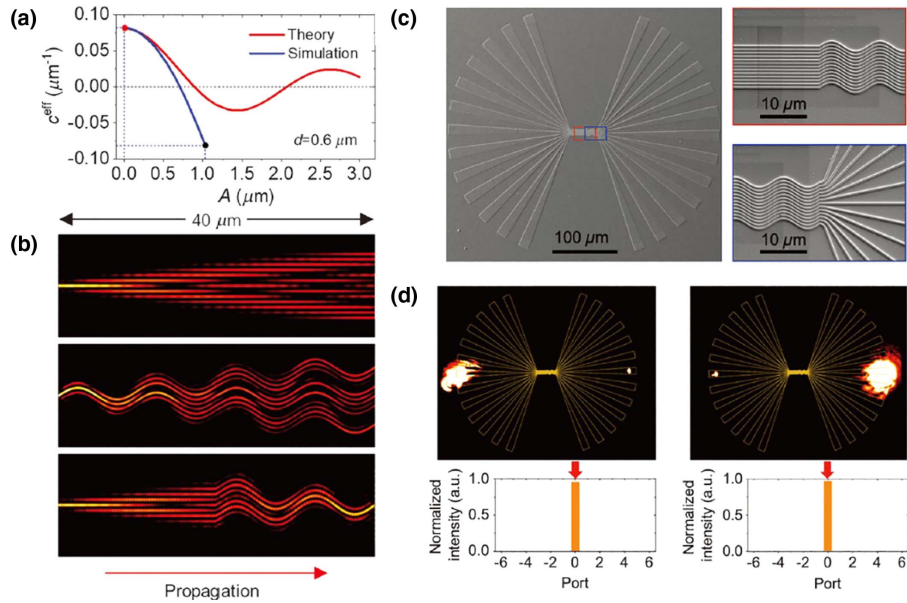 (a)
0.10
0.05
0.00
-0.05
-0.10
c^eff (μm⁻¹)
Theory
Simulation
d=0.6 μm
0.0 0.5 1.0 1.5 2.0 2.5 3.0
A (μm)
40 μm
(b)
Propagation
(c)
100 μm
10 μm
10 μm
(d)
Normalized
intensity (a.u.)
1.0
0.5
0.0
-6 -4 -2 0 2 4 6
Port
Normalized
intensity (a.u.)
1.0
0.5
0.0
-6 -4 -2 0 2 4 6
Port